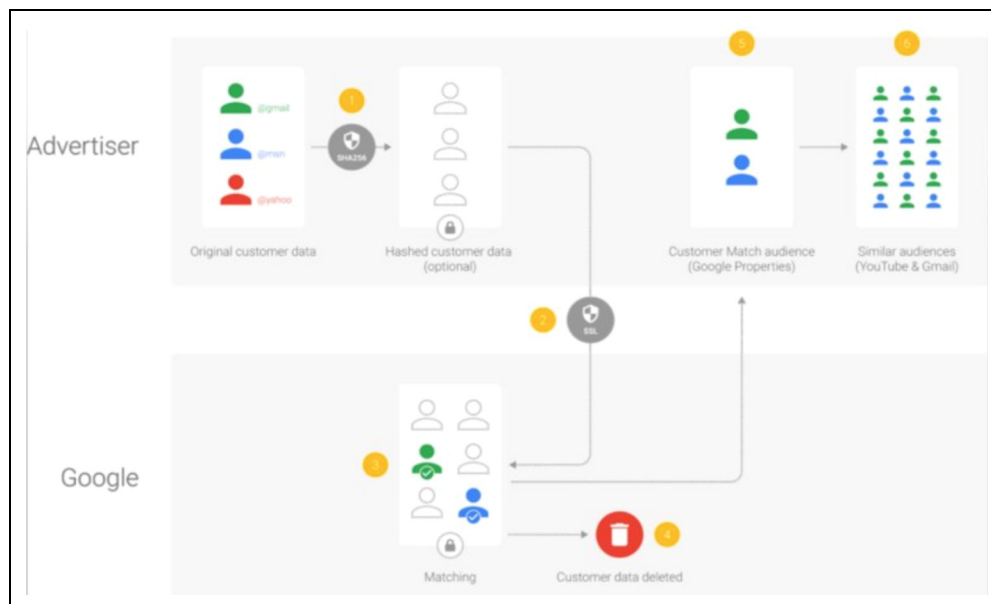 5
6
1
@gmail
@msn
@yahoo
SHA256
Advertiser
Original customer data
Hashed customer data
(optional)
Customer Match audience
(Google Properties)
Similar audiences
(YouTube & Gmail)
2
SSL
3
Google
4
Matching
Customer data deleted